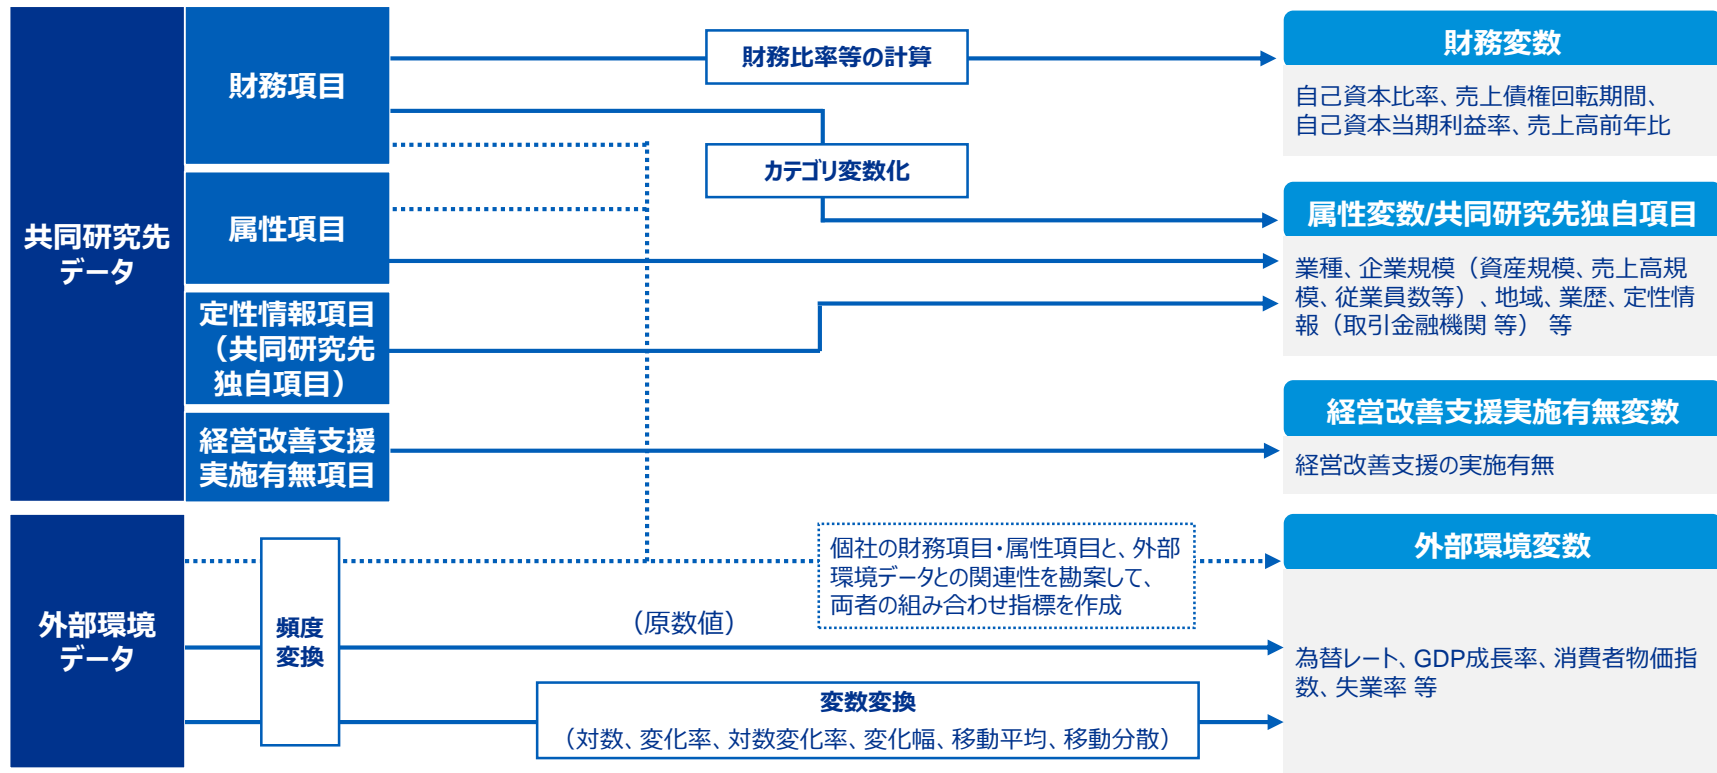 共同研究先
データ
財務項目
属性項目
定性情報項目
（共同研究先
独自項目）
経営改善支援
実施有無項目
財務比率等の計算
カテゴリ変数化
財務変数
自己資本比率、売上債権回転期間、
自己資本当期利益率、売上高前年比
属性変数/共同研究先独自項目
業種、企業規模（資産規模、売上高規
模、従業員数等）、地域、業歴、定性情
報（取引金融機関 等） 等
経営改善支援実施有無変数
経営改善支援の実施有無
外部環境
データ
頻度
変換
個社の財務項目・属性項目と、外部
環境データとの関連性を勘案して、
両者の組み合わせ指標を作成
（原数値）
変数変換
（対数、変化率、対数変化率、変化幅、移動平均、移動分散）
外部環境変数
為替レート、GDP成長率、消費者物価指
数、失業率 等